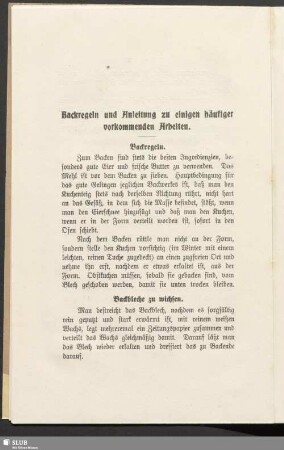 Backregeln und Anleitung zu einigen häufiger
vorkommenden Arbeiten.
Backregeln.
Zum Backen sind stets die besten Ingredienzien, be-
sonders gute Eier und frische Butter zu verwenden. Das
Mehl ist vor dem Backen zu sieben. Hauptbedingung für
das gute Gelingen jeglichen Backwerkes ist, daß man den
Kuchenteig stets nach derselben Richtung rührt, nicht hart
an das Gefäß, in dem sich die Masse befindet, stößt, wenn
man den Eierschnee hinzufügt und daß man den Kuchen,
wenn er in der Form bereits worden ist, sofort in den
Ofen schiebt.
Nach dem Backen rüttle man nicht an der Form,
sondern stelle den Kuchen vorsichtig (im Winter mit einem
leichten, reinen Tuche zugedeckt) an einen zugfreien Ort und
nehme ihn erst, nachdem er etwas erkaltet ist, aus der
Form. Obstkuchen müssen, sobald sie gebacken sind, vom
Blech geschoben werden, damit sie unten trocken bleiben.
Backbleche zu wichsen.
Man bestreicht das Backblech, nachdem es sorgfältig
rein geputzt und stark erwärmt ist, mit reinem weißen
Wachs, legt mehreremal ein Zeitungspapier zusammen und
verteilt das Wachs gleichmäßig damit. Darauf läßt man
das Blech wieder erkalten und dressiert das zu Backende
darauf.
SLUB